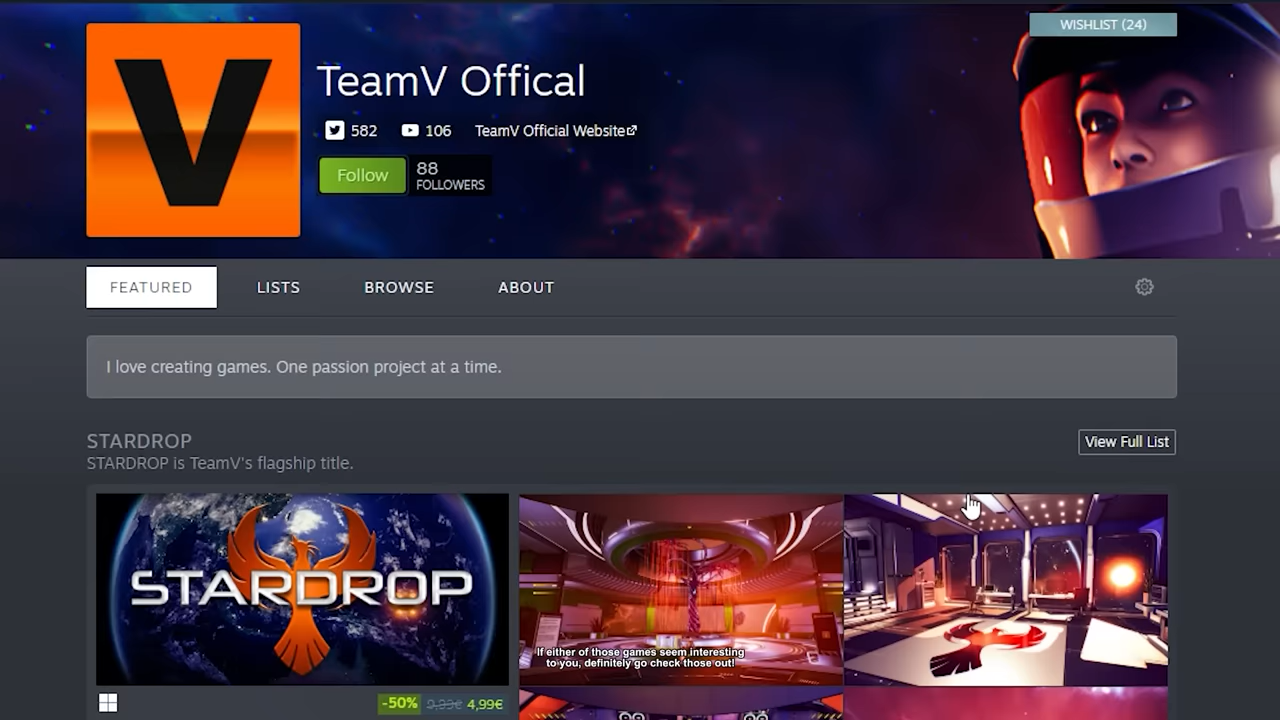 WISHLIST (24)
V
TeamV Offical
582 106 TeamV Official Website
Follow
88
FOLLOWERS
FEATURED LISTS BROWSE ABOUT
I love creating games. One passion project at a time.
STARDROP
View Full List
STARDROP is TeamV's flagship title.
STARDROP
If either of those games seem interesting
to you, definitely go check those out!
-50% 9,99€ 4,99€